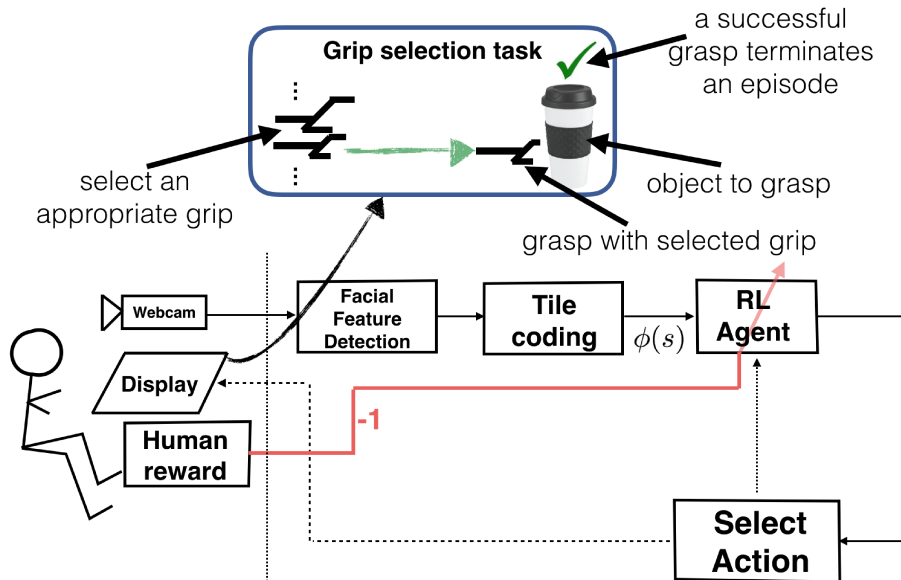 Grip selection task
a successful
grasp terminates
an episode
select an
appropriate grip
object to grasp
grasp with selected grip
Webcam
Facial
Feature
Detection
Tile
coding
ϕ(s)
RL
Agent
Display
-1
Human
reward
Select
Action